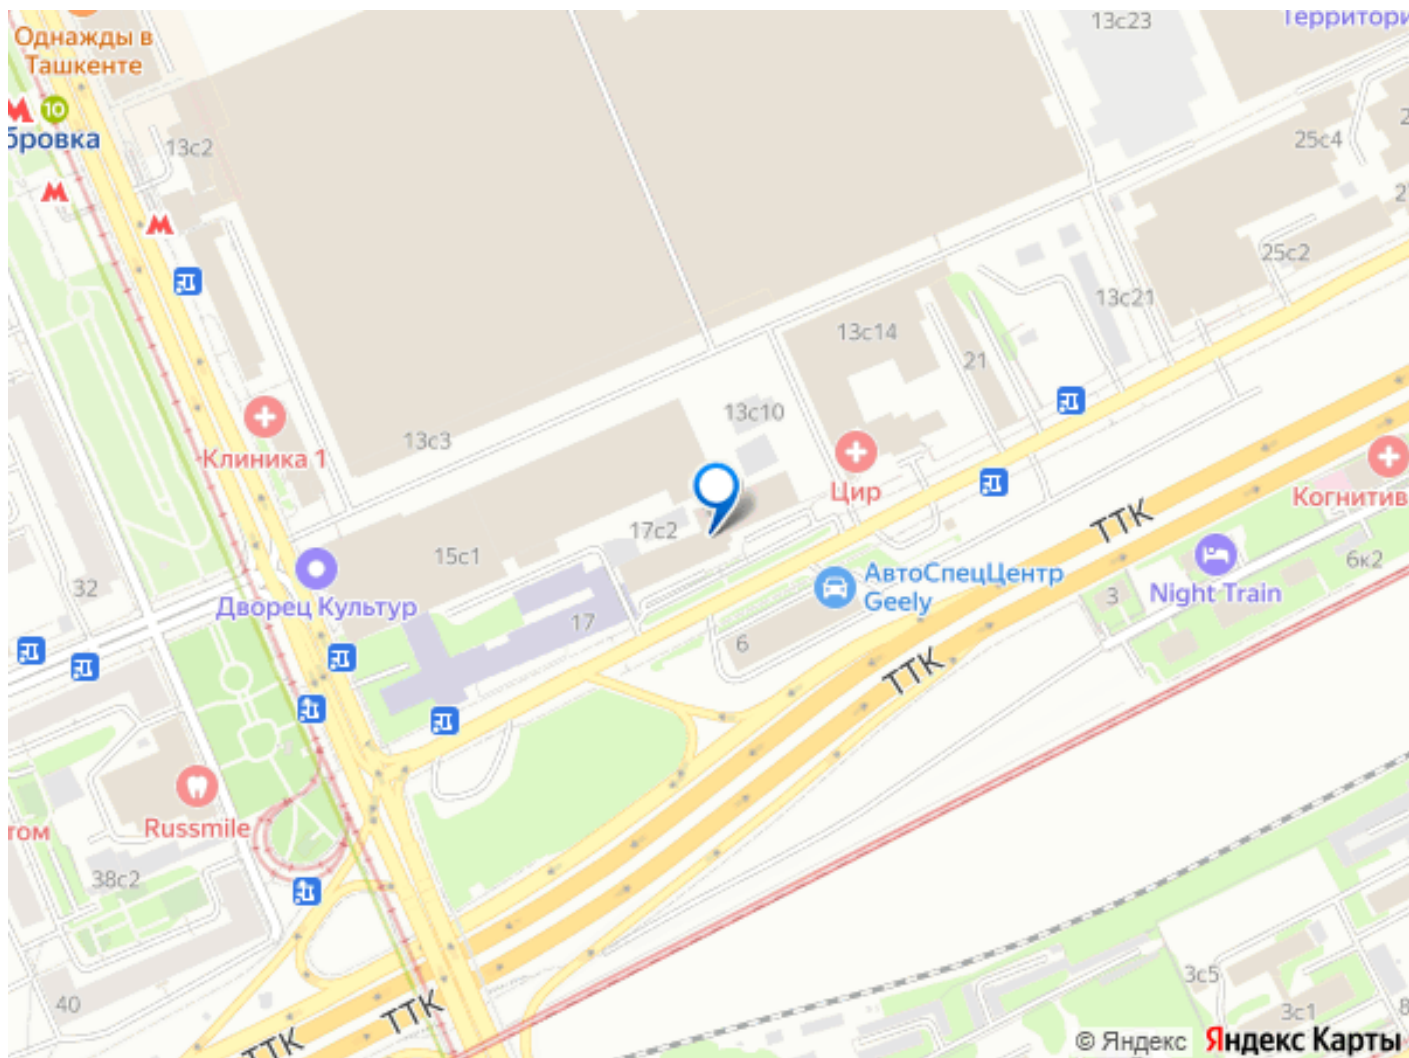 13с23
Территори
Однажды в
Ташкенте
10
бровка
13с2
25с4
25с2
13с21
13с14
21
13с10
13с3
Клиника 1
Цир
ТТК
Когнитив
17с2
15с1
32
Дворец Культур
АвтоСпецЦентр
Geely
Night Train
6к2
3
17
6
ТТК
Russmile
том
38с2
40
ТТК
ТТК
3с5
3с1
8
© Яндекс
Яндекс Карты